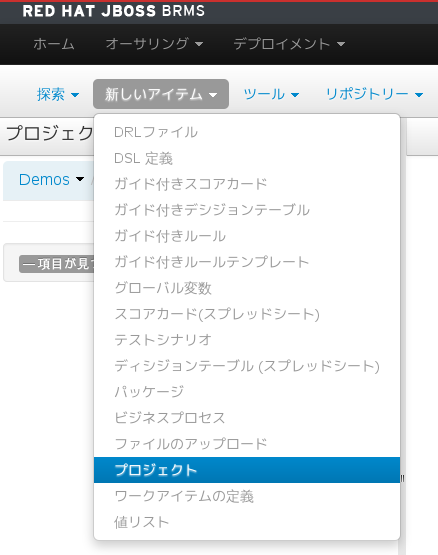 RED HAT JBOSS BRMS
ホーム オーサリング デプロイメント
探索 新しいアイテム ツール リポジトリー
プロジェク
DRLファイル
Demos /
DSL 定義
ガイド付きスコアカード
ガイド付きデシジョンテーブル
ガイド付きルール
一項目が見
ガイド付きルールテンプレート
グローバル変数
スコアカード(スプレッドシート)
テストシナリオ
ディシジョンテーブル (スプレッドシート)
パッケージ
ビジネスプロセス
ファイルのアップロード
プロジェクト
ワークアイテムの定義
値リスト